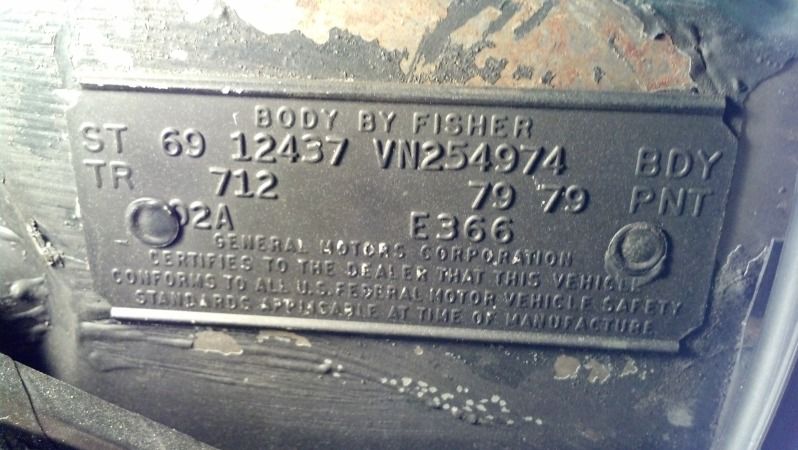 BODY BY FISHER
ST 69 12437 VN254974 BDY
TR 712 79 79 PNT
02A E366
GENERAL MOTORS CORPORATION
CERTIFIES TO THE DEALER THAT THIS VEHICLE
CONFORMS TO ALL U.S. FEDERAL MOTOR VEHICLE SAFETY
STANDARDS APPLICABLE AT TIME OF MANUFACTURE